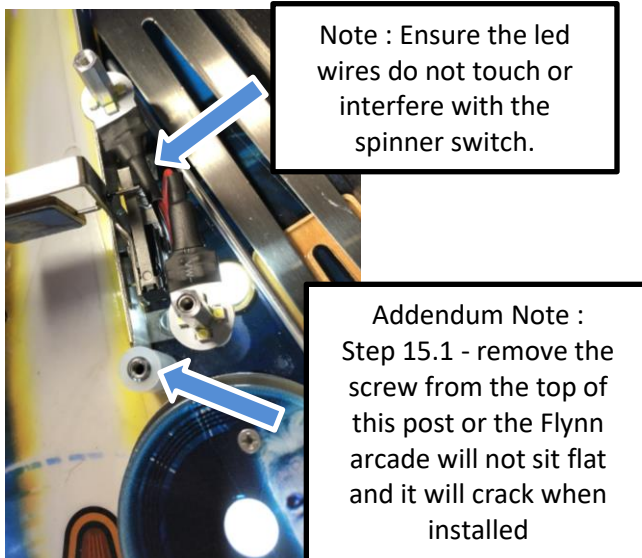 Note : Ensure the led
wires do not touch or
interfere with the
spinner switch.
Addendum Note :
Step 15.1 - remove the
screw from the top of
this post or the Flynn
arcade will not sit flat
and it will crack when
installed